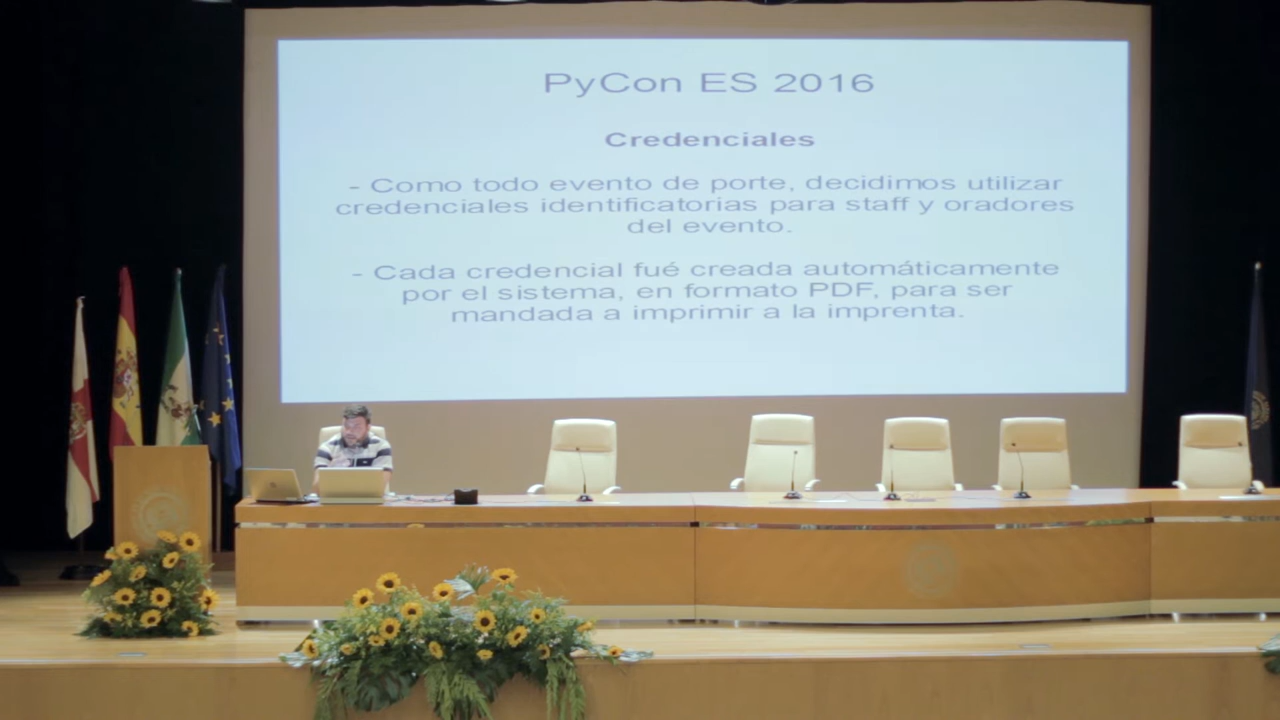 PyCon ES 2016
Credenciales
- Como todo evento de porte, decidimos utilizar
credenciales identificatorias para staff y oradores
del evento.
- Cada credencial fué creada automáticamente
por el sistema, en formato PDF, para ser
mandada a imprimir a la imprenta.